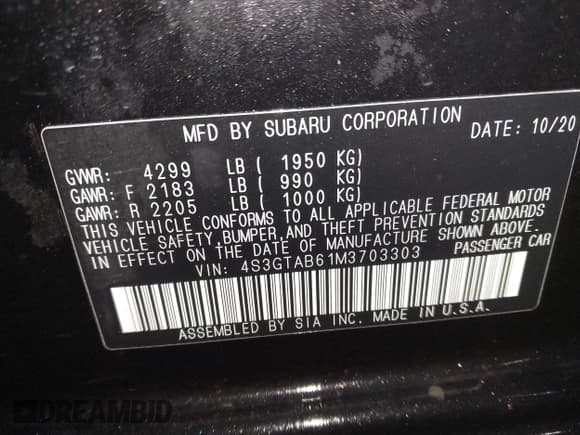 MFD BY SUBARU CORPORATION DATE: 10/20
GVWR: 4299 LB ( 1950 KG)
GAWR: F 2183 LB ( 990 KG)
GAWR: R 2205 LB ( 1000 KG)
THIS VEHICLE CONFORMS TO ALL APPLICABLE FEDERAL MOTOR
VEHICLE SAFETY,BUMPER,AND THEFT PREVENTION STANDARDS
IN EFFECT ON THE DATE OF MANUFACTURE SHOWN ABOVE.
VIN: 4S3GTAB61M3703303 PASSENGER CAR
ASSEMBLED BY SIA INC. MADE IN U.S.A.
DREAMBID